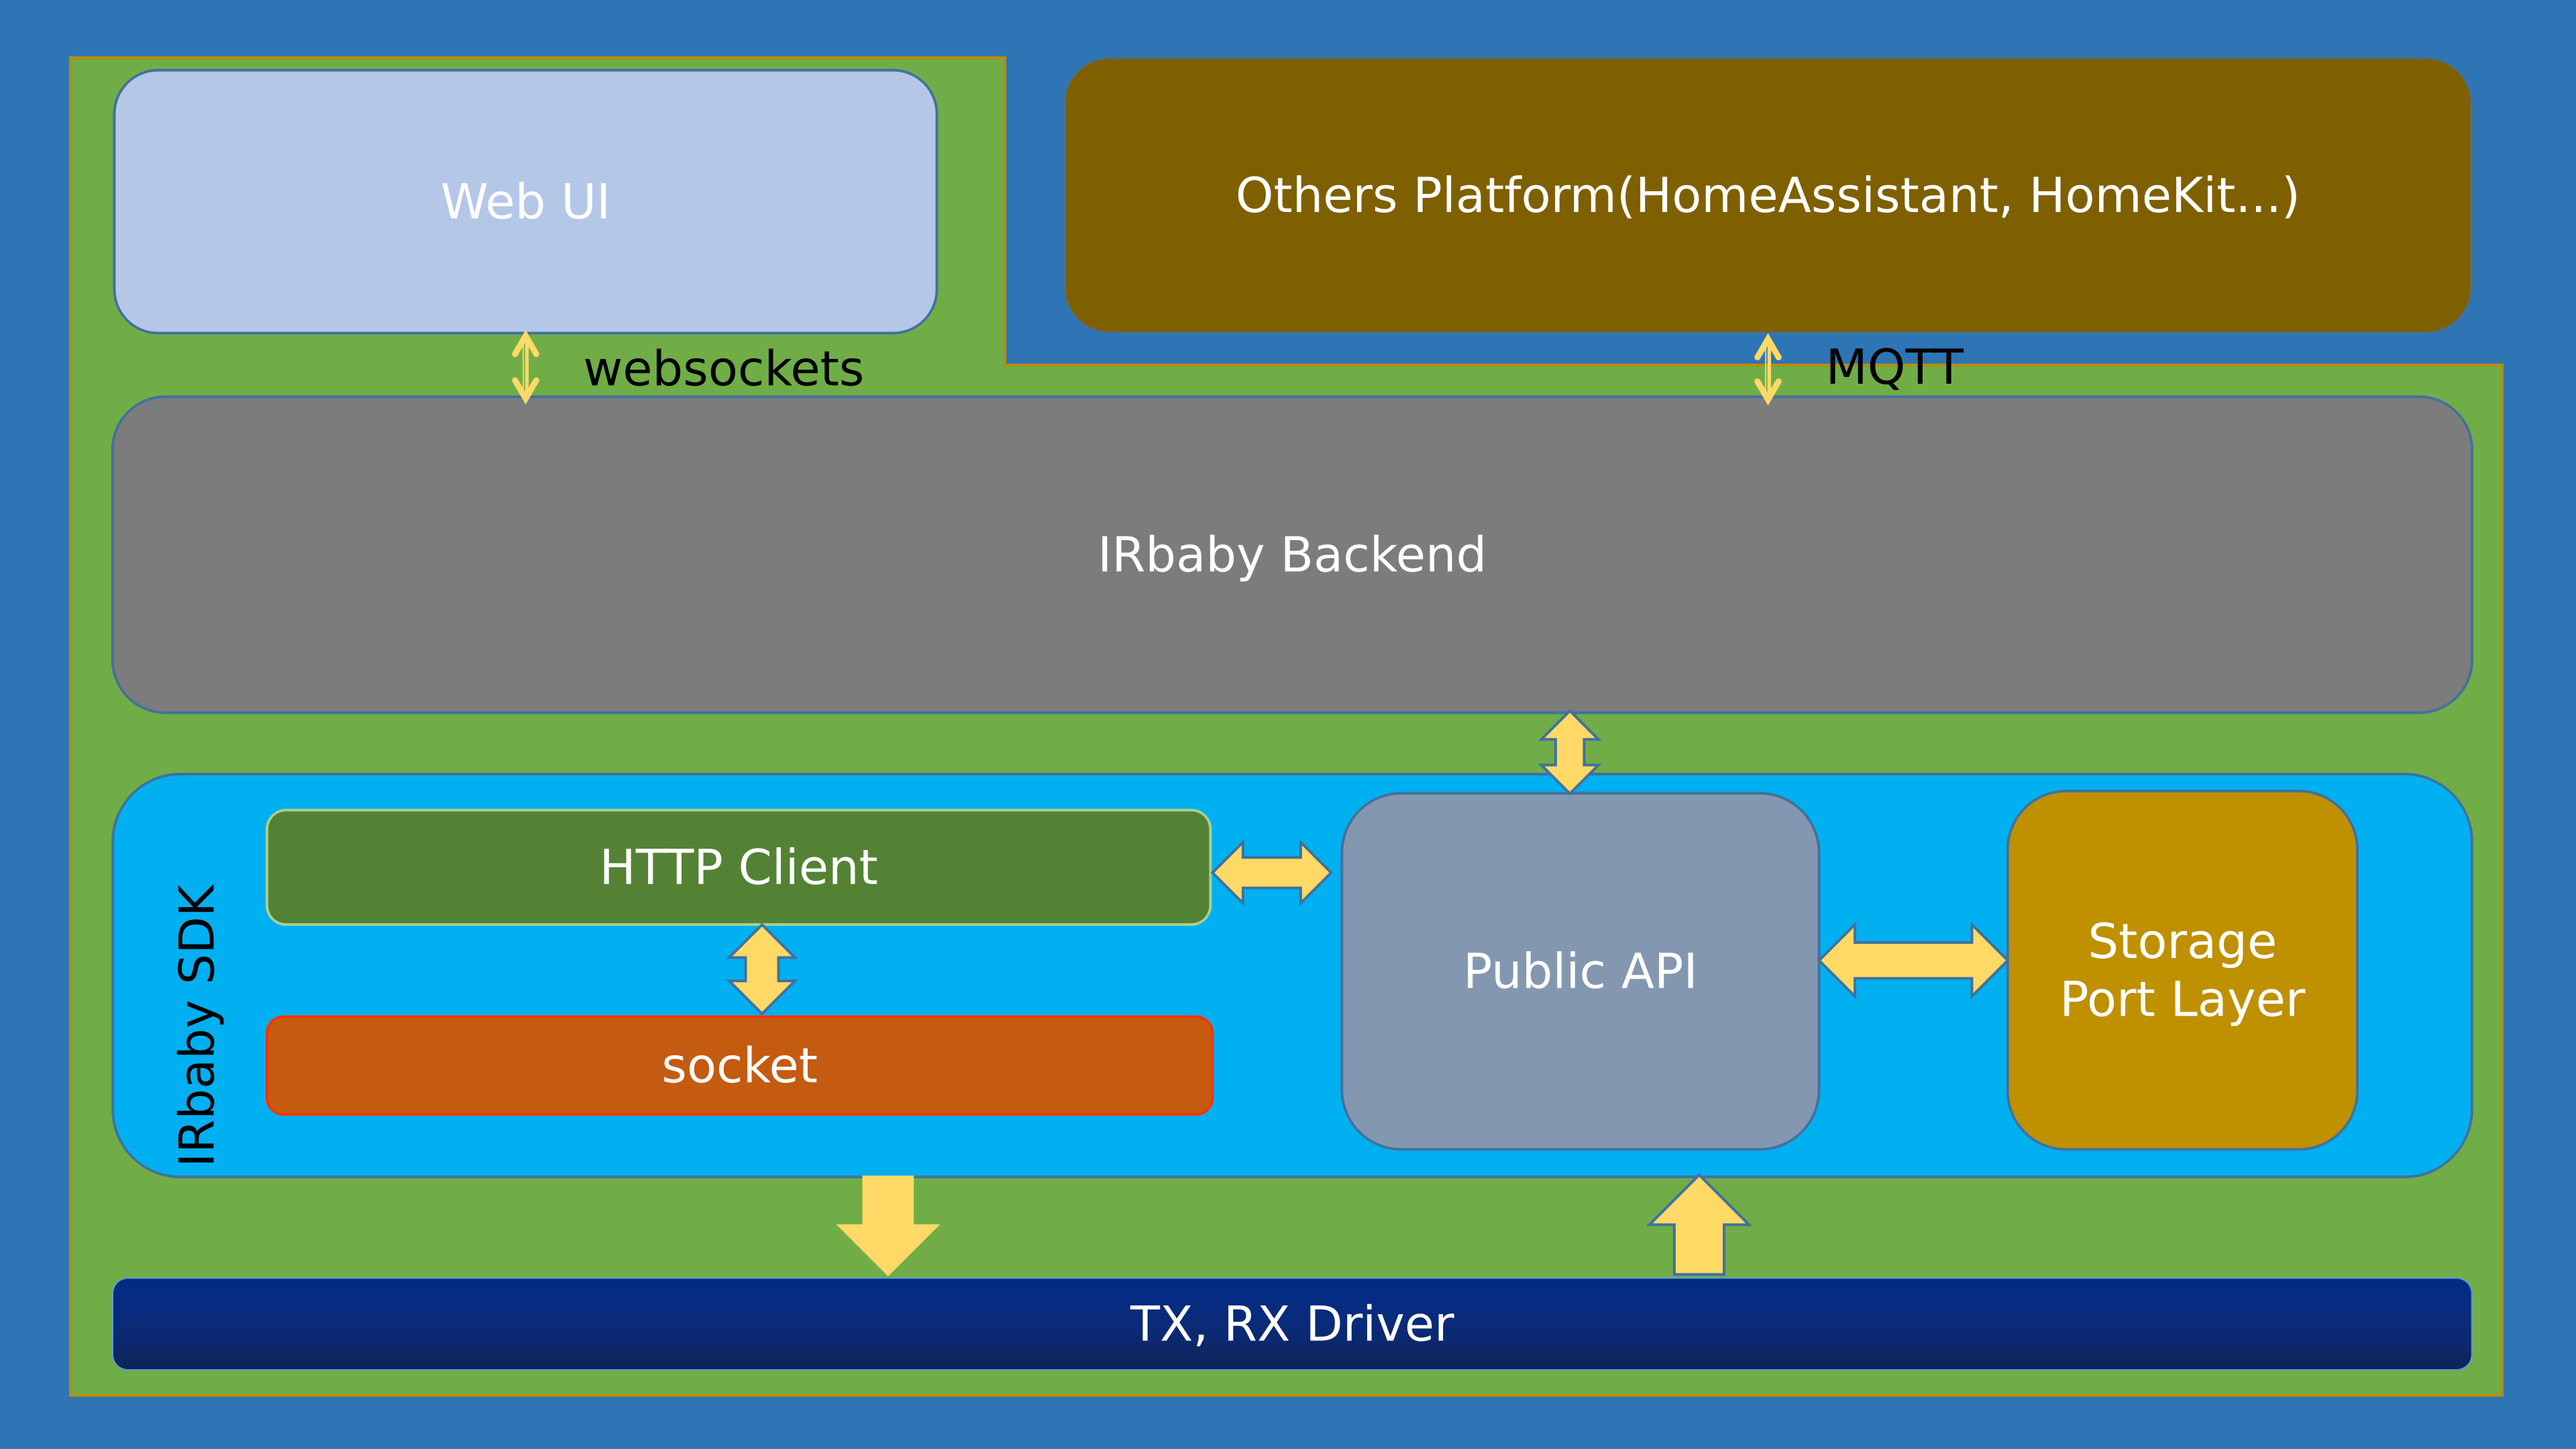 Web UI
Others Platform(HomeAssistant, HomeKit...)
websockets
MQTT
IRbaby Backend
IRbaby SDK
HTTP Client
socket
Public API
Storage
Port Layer
TX, RX Driver